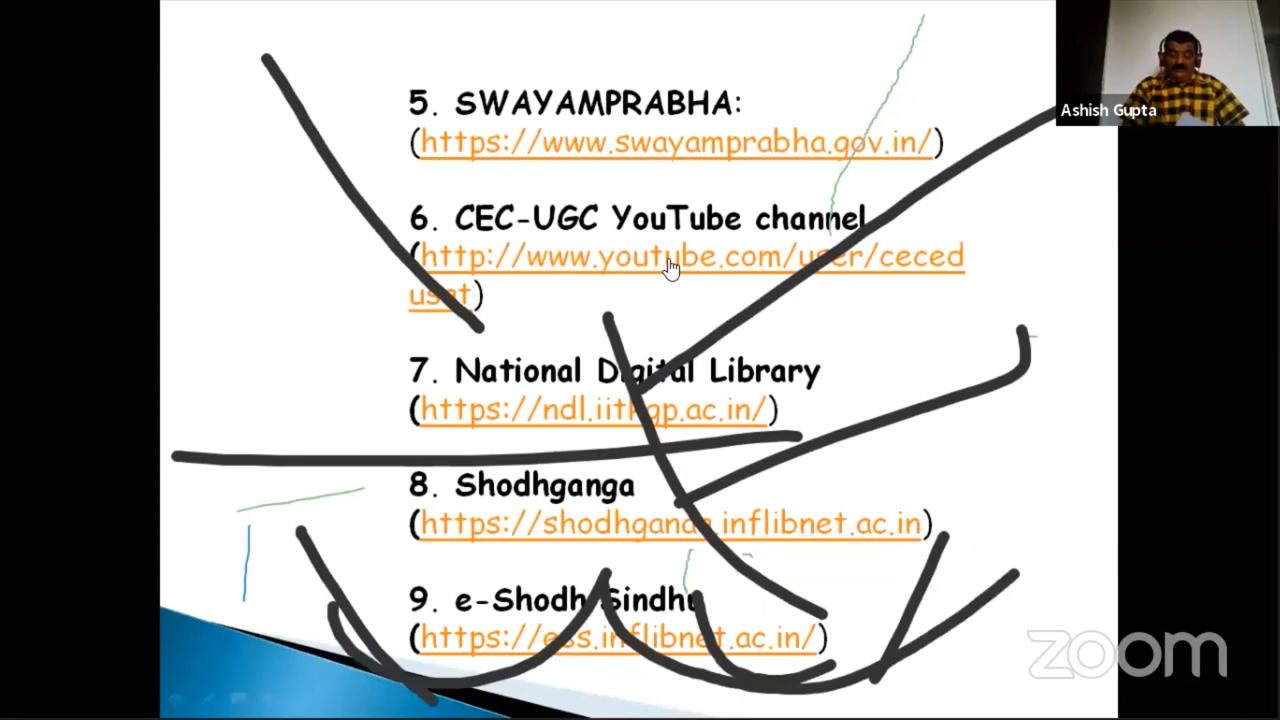 5. SWAYAMPRABHA:
(https://www.swayamprabha.gov.in/)
6. CEC-UGC YouTube channel
(http://www.youtube.com/user/ceced
usat)
7. National Digital Library
(https://ndl.iitkgp.ac.in/)
8. Shodhganga
(https://shodhganga.inflibnet.ac.in)
9. e-Shodh Sindhu
(https://ess.inflibnet.ac.in/)
Ashish Gupta
zoom